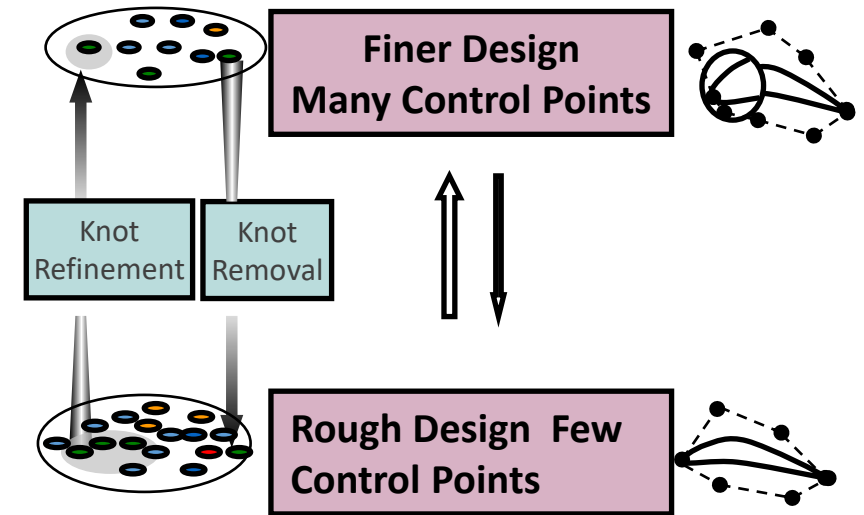 Finer Design
Many Control Points
Knot
Refinement
Knot
Removal
Rough Design  Few
Control Points